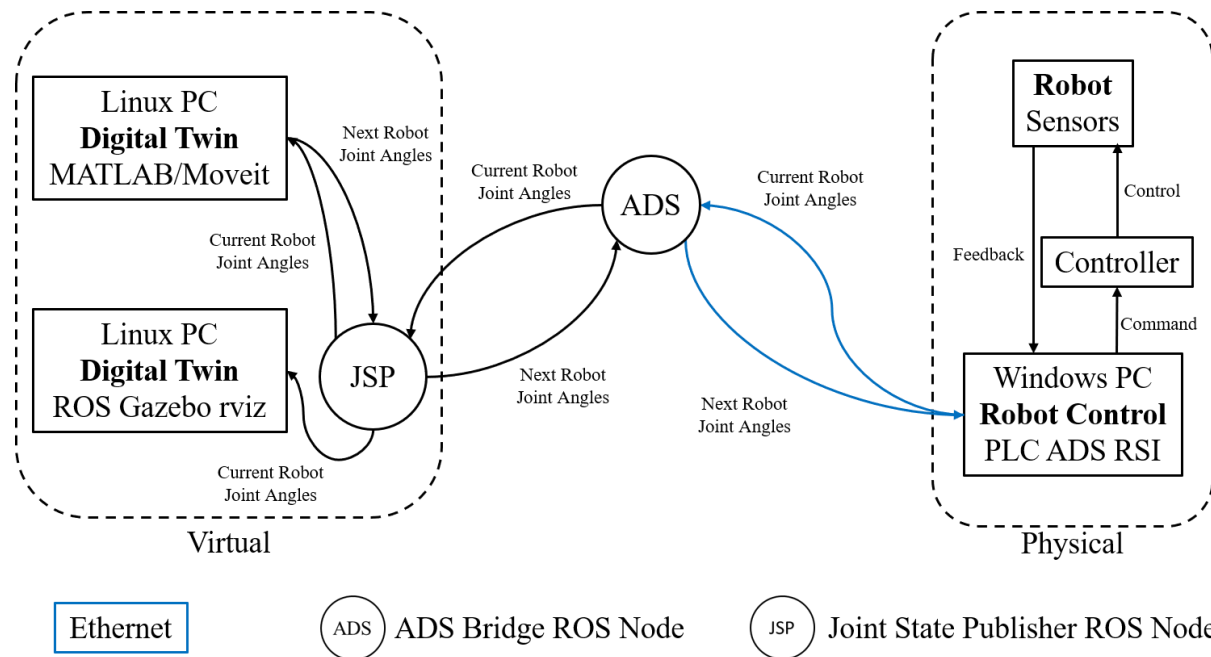 Linux PC
Digital Twin
MATLAB/Moveit
Next Robot
Joint Angles
Current Robot
Joint Angles
Linux PC
Digital Twin
ROS Gazebo rviz
JSP
Current Robot
Joint Angles
Virtual
Current Robot
Joint Angles
ADS
Next Robot
Joint Angles
Current Robot
Joint Angles
Next Robot
Joint Angles
Robot
Sensors
Control
Feedback
Controller
Command
Windows PC
Robot Control
PLC ADS RSI
Physical
Ethernet
ADS
ADS Bridge ROS Node
JSP
Joint State Publisher ROS Node